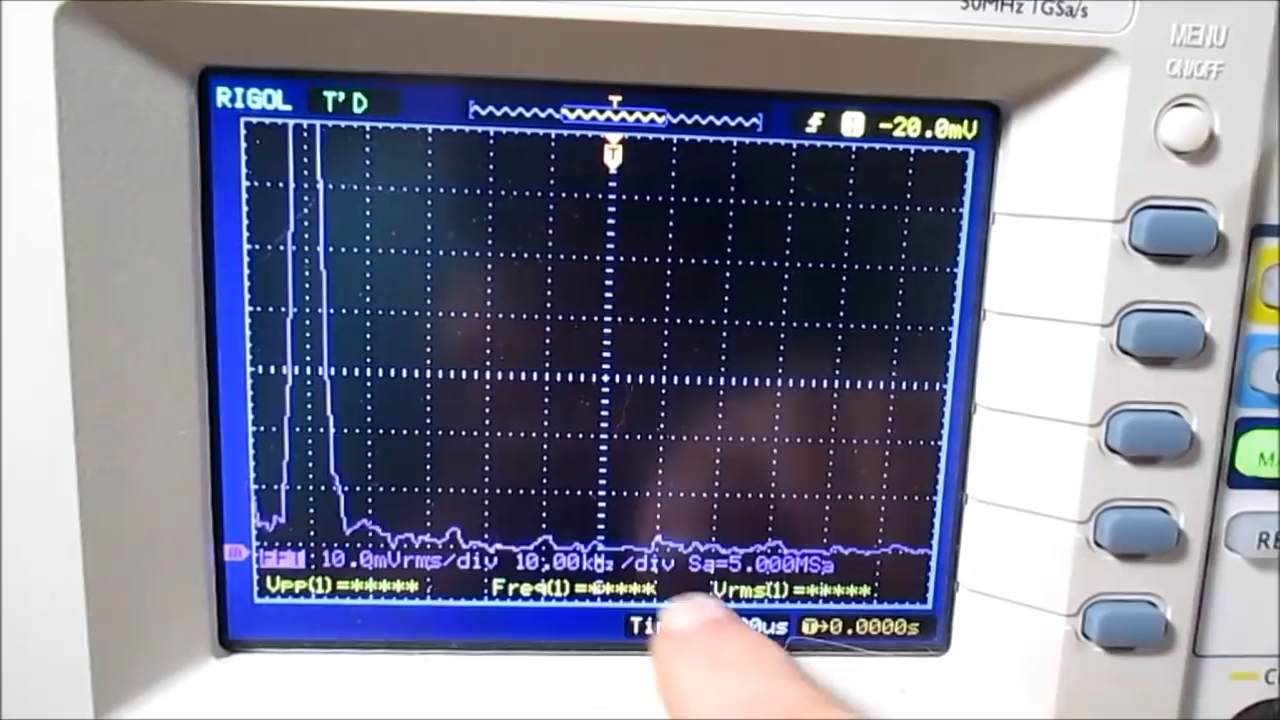 50MHz 1GSa/s
MENU
ON/OFF
RIGOL T'D
T
-20.0mV
T
FFT 10.0mVrms/div 10.00kHz/div Sa=5.000MSa
Vpp(1)=***** Freq(1)=***** Vrms(1)=*****
T→0.0000s